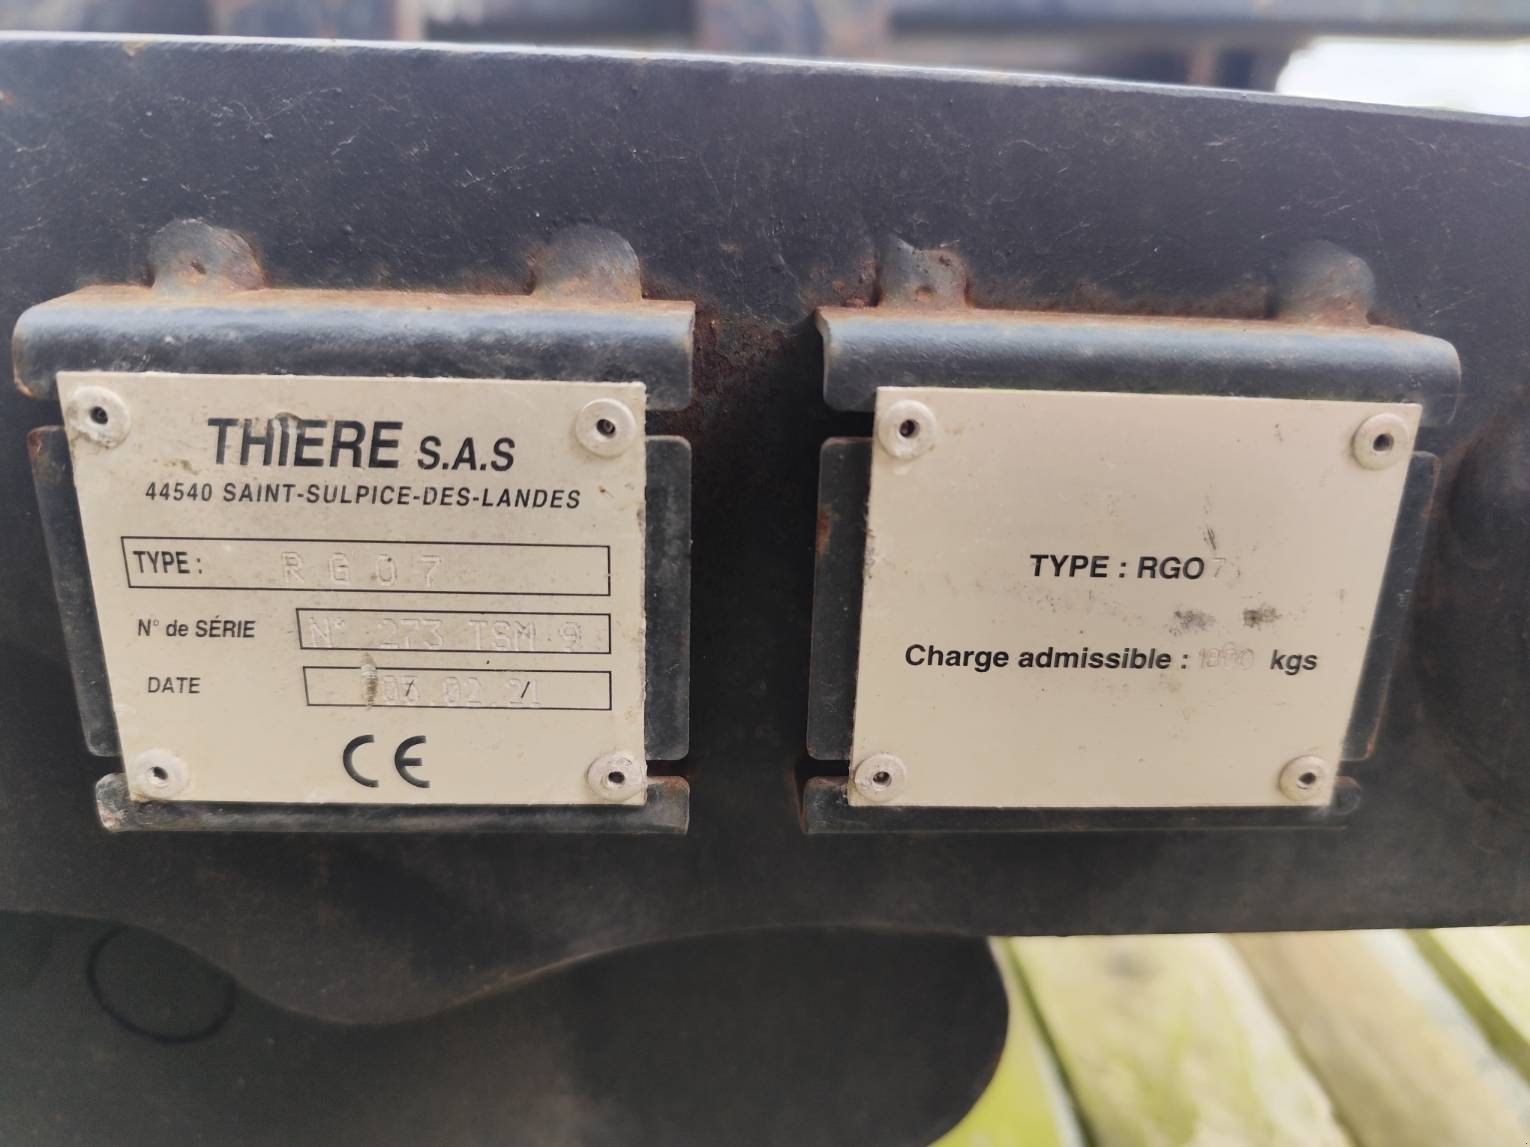 THIERE S.A.S
44540 SAINT-SULPICE-DES-LANDES
TYPE : RG07
N° de SÉRIE N° 273 TSM 9
DATE
CE
TYPE : RGO7
Charge admissible : kgs